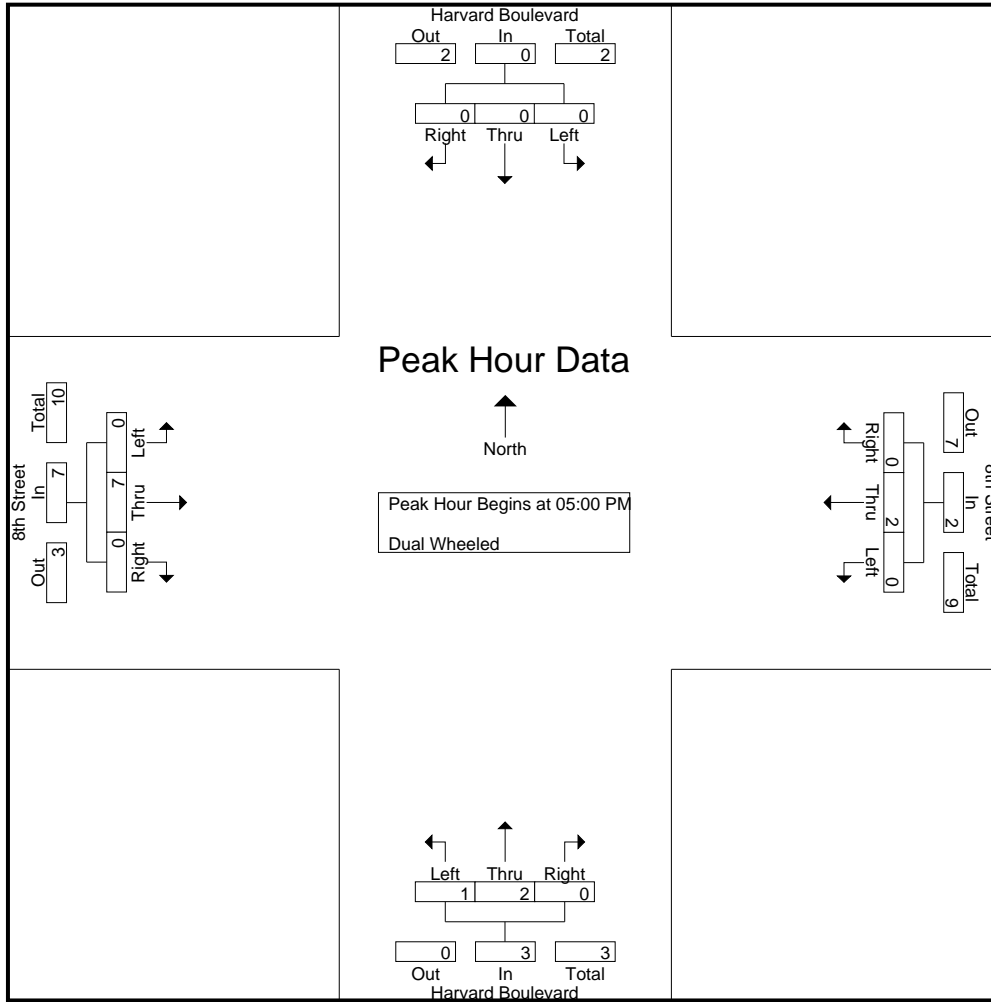 Harvard Boulevard
Out In Total
2 0 2
0 0 0
Right Thru Left
Peak Hour Data
North
Peak Hour Begins at 05:00 PM
Dual Wheeled
8th Street
Total In Out
10 7 3
0 7 0
Left Thru Right
8th Street
Out In Total
7 2 9
0 2 0
Right Thru Left
Left Thru Right
1 2 0
0 3 3
Out In Total
Harvard Boulevard